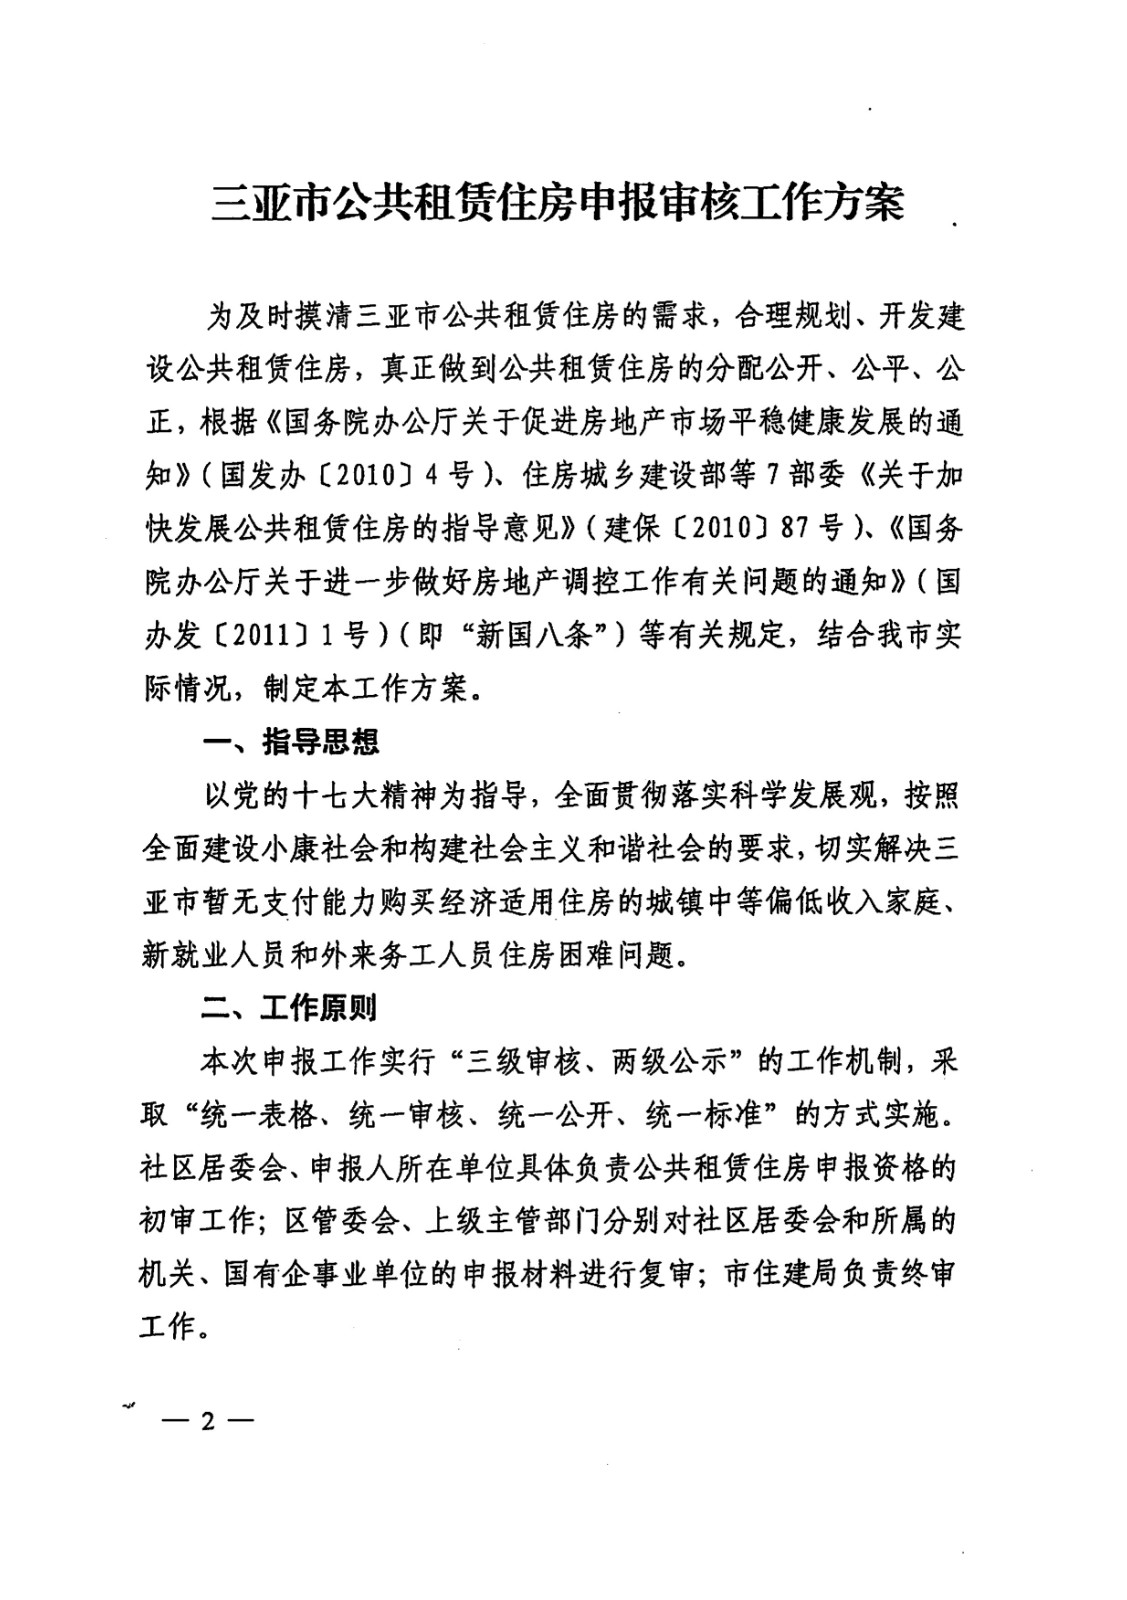 三亚市公共租赁住房申报审核工作方案
为及时摸清三亚市公共租赁住房的需求，合理规划、开发建
设公共租赁住房，真正做到公共租赁住房的分配公开、公平、公
正，根据《国务院办公厅关于促进房地产市场平稳健康发展的通
知》（国发办〔2010〕4号）、住房城乡建设部等7部委《关于加
快发展公共租赁住房的指导意见》（建保〔2010〕87号）、《国务
院办公厅关于进一步做好房地产调控工作有关问题的通知》（国
办发〔2011〕1号）（即“新国八条”）等有关规定，结合我市实
际情况，制定本工作方案。
一、指导思想
以党的十七大精神为指导，全面贯彻落实科学发展观，按照
全面建设小康社会和构建社会主义和谐社会的要求，切实解决三
亚市暂无支付能力购买经济适用住房的城镇中等偏低收入家庭、
新就业人员和外来务工人员住房困难问题。
二、工作原则
本次申报工作实行“三级审核、两级公示”的工作机制，采
取“统一表格、统一审核、统一公开、统一标准”的方式实施。
社区居委会、申报人所在单位具体负责公共租赁住房申报资格的
初审工作；区管委会、上级主管部门分别对社区居委会和所属的
机关、国有企事业单位的申报材料进行复审；市住建局负责终审
工作。
— 2 —